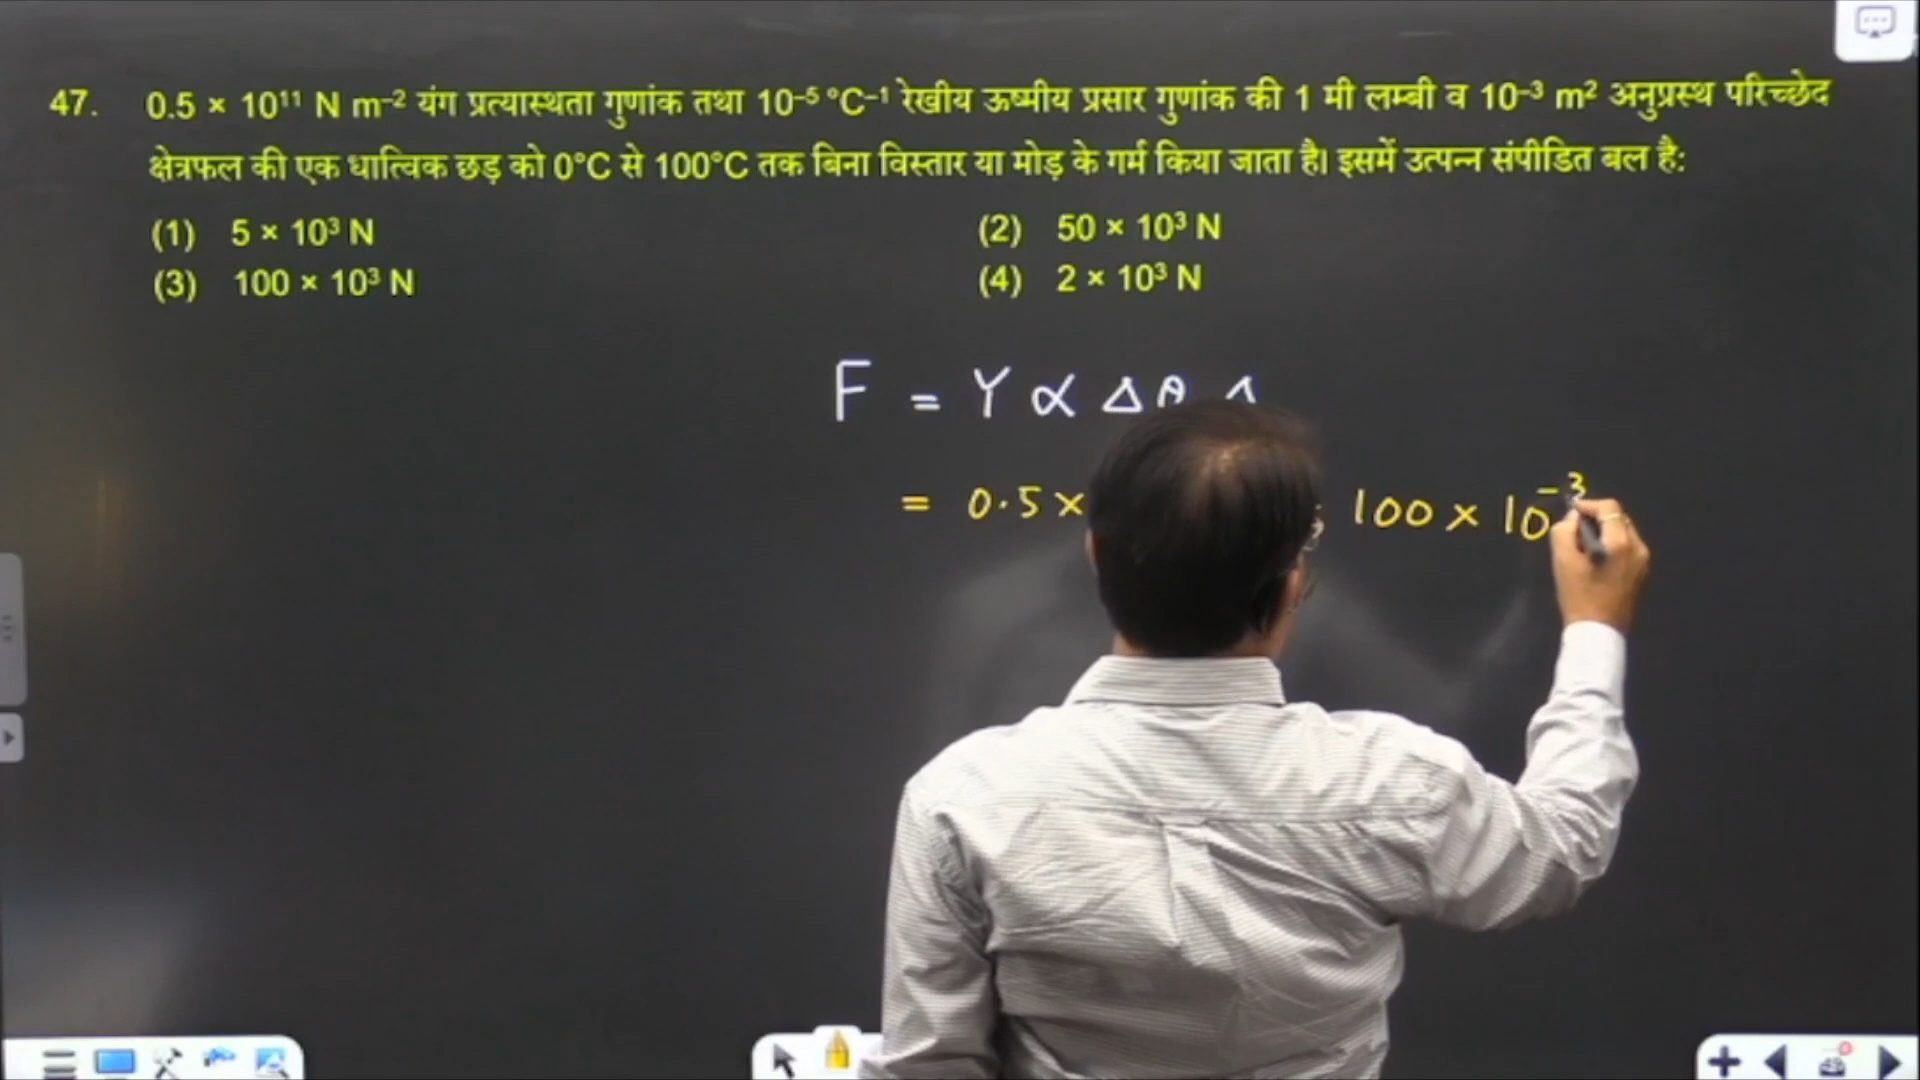 47. 0.5 × 10¹¹ N m⁻² यंग प्रत्यास्थता गुणांक तथा 10⁻⁵ °C⁻¹ रेखीय ऊष्मीय प्रसार गुणांक की 1 मी लम्बी व 10⁻³ m² अनुप्रस्थ परिच्छेद
क्षेत्रफल की एक धात्विक छड़ को 0°C से 100°C तक बिना विस्तार या मोड़ के गर्म किया जाता है। इसमें उत्पन्न संपीडित बल है:
(1) 5 × 10³ N (2) 50 × 10³ N
(3) 100 × 10³ N (4) 2 × 10³ N
F = Y α Δθ
= 0.5 × 100 × 10⁻³